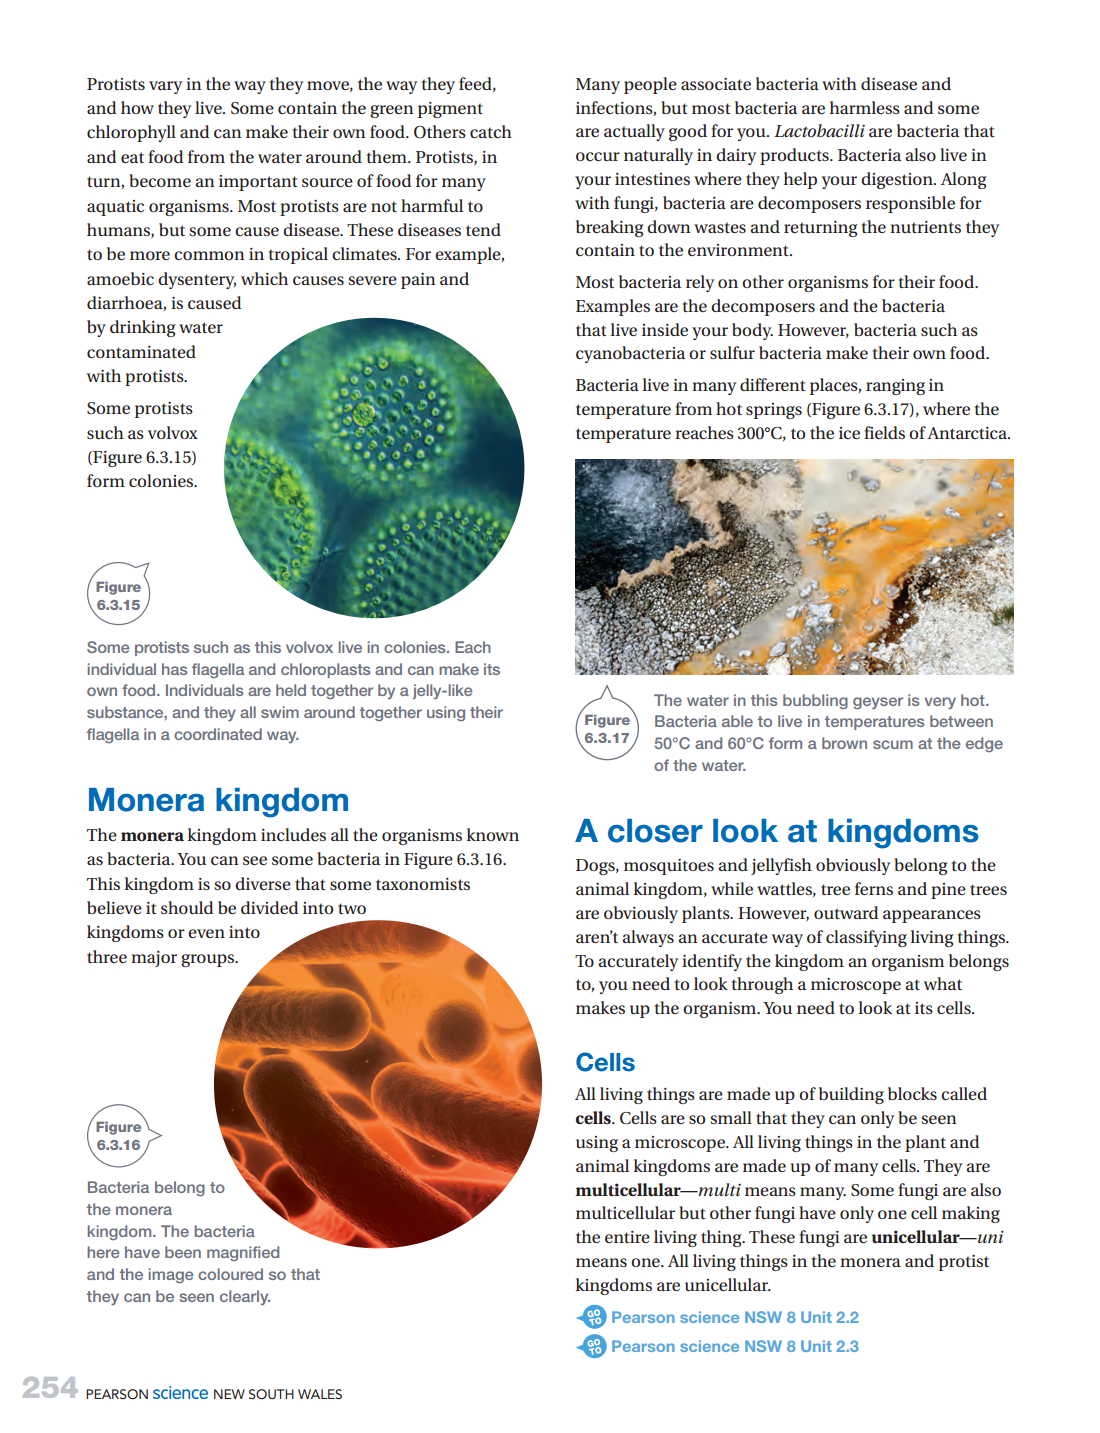 Protists vary in the way they move, the way they feed,
and how they live. Some contain the green pigment
chlorophyll and can make their own food. Others catch
and eat food from the water around them. Protists, in
turn, become an important source of food for many
aquatic organisms. Most protists are not harmful to
humans, but some cause disease. These diseases tend
to be more common in tropical climates. For example,
amoebic dysentery, which causes severe pain and
diarrhoea, is caused
by drinking water
contaminated
with protists.
Some protists
such as volvox
(Figure 6.3.15)
form colonies.
Figure
6.3.15
Some protists such as this volvox live in colonies. Each
individual has flagella and chloroplasts and can make its
own food. Individuals are held together by a jelly-like
substance, and they all swim around together using their
flagella in a coordinated way.
Monera kingdom
The monera kingdom includes all the organisms known
as bacteria. You can see some bacteria in Figure 6.3.16.
This kingdom is so diverse that some taxonomists
believe it should be divided into two
kingdoms or even into
three major groups.
Figure
6.3.16
Bacteria belong to
the monera
kingdom. The bacteria
here have been magnified
and the image coloured so that
they can be seen clearly.
Many people associate bacteria with disease and
infections, but most bacteria are harmless and some
are actually good for you. Lactobacilli are bacteria that
occur naturally in dairy products. Bacteria also live in
your intestines where they help your digestion. Along
with fungi, bacteria are decomposers responsible for
breaking down wastes and returning the nutrients they
contain to the environment.
Most bacteria rely on other organisms for their food.
Examples are the decomposers and the bacteria
that live inside your body. However, bacteria such as
cyanobacteria or sulfur bacteria make their own food.
Bacteria live in many different places, ranging in
temperature from hot springs (Figure 6.3.17), where the
temperature reaches 300°C, to the ice fields of Antarctica.
Figure
6.3.17
The water in this bubbling geyser is very hot.
Bacteria able to live in temperatures between
50°C and 60°C form a brown scum at the edge
of the water.
A closer look at kingdoms
Dogs, mosquitoes and jellyfish obviously belong to the
animal kingdom, while wattles, tree ferns and pine trees
are obviously plants. However, outward appearances
aren't always an accurate way of classifying living things.
To accurately identify the kingdom an organism belongs
to, you need to look through a microscope at what
makes up the organism. You need to look at its cells.
Cells
All living things are made up of building blocks called
cells. Cells are so small that they can only be seen
using a microscope. All living things in the plant and
animal kingdoms are made up of many cells. They are
multicellular—multi means many. Some fungi are also
multicellular but other fungi have only one cell making
the entire living thing. These fungi are unicellular—uni
means one. All living things in the monera and protist
kingdoms are unicellular.
GO TO Pearson science NSW 8 Unit 2.2
GO TO Pearson science NSW 8 Unit 2.3
254 PEARSON science NEW SOUTH WALES